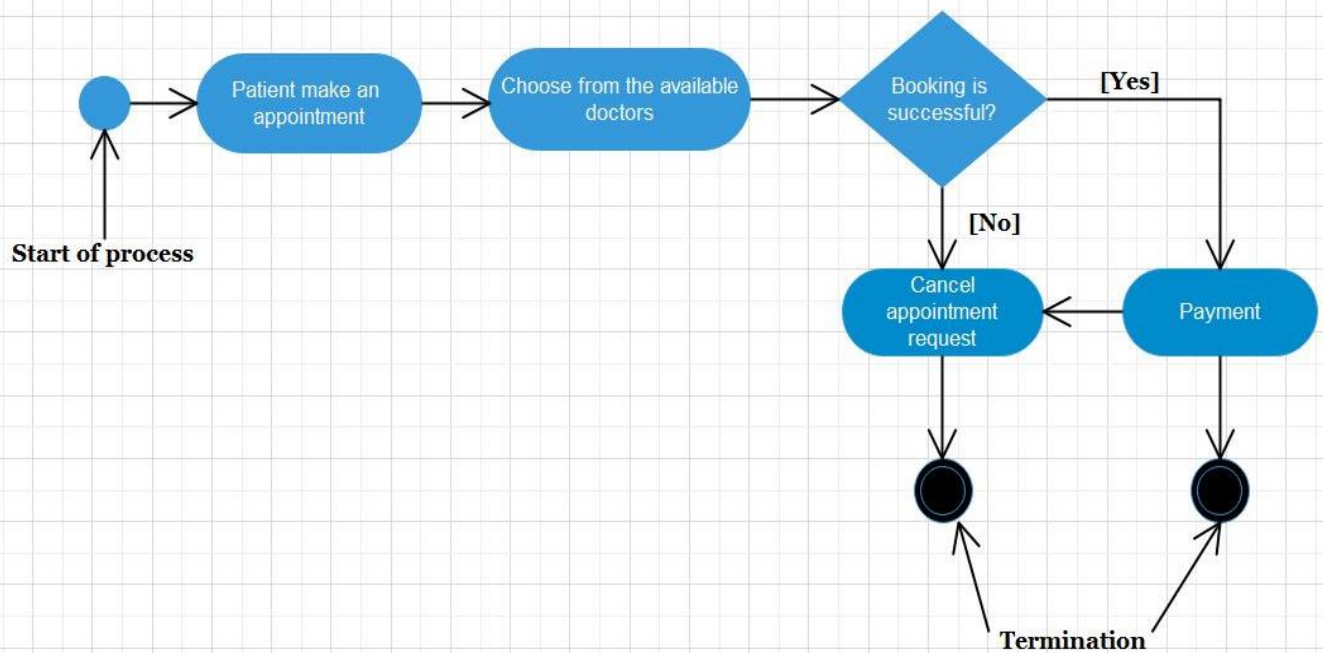 Patient make an
appointment
Choose from the available
doctors
Booking is
successful?
[Yes]
[No]
Start of process
Cancel
appointment
request
Payment
Termination